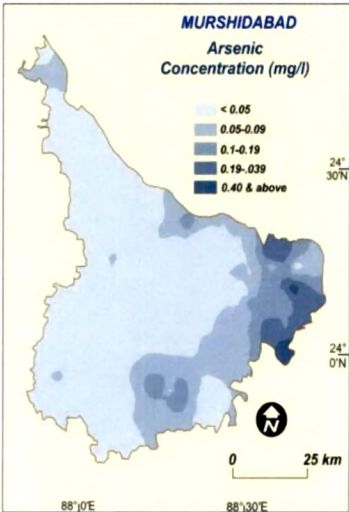 MURSHIDABAD
Arsenic
Concentration (mg/l)
< 0.05
0.05-0.09
0.1-0.19
0.19-.039
0.40 & above
24°
30'N
24°
0'N
N
0 25 km
88°0'E 88°30'E